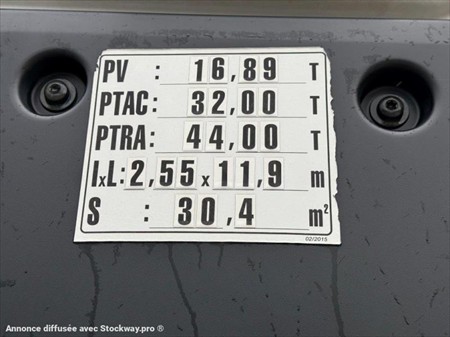 PV : 16,89 T
PTAC: 32,00 T
PTRA: 44,00 T
IxL: 2,55 x 11,9 m
S : 30,4 m²
02/2015
Annonce diffusée avec Stockway.pro ®